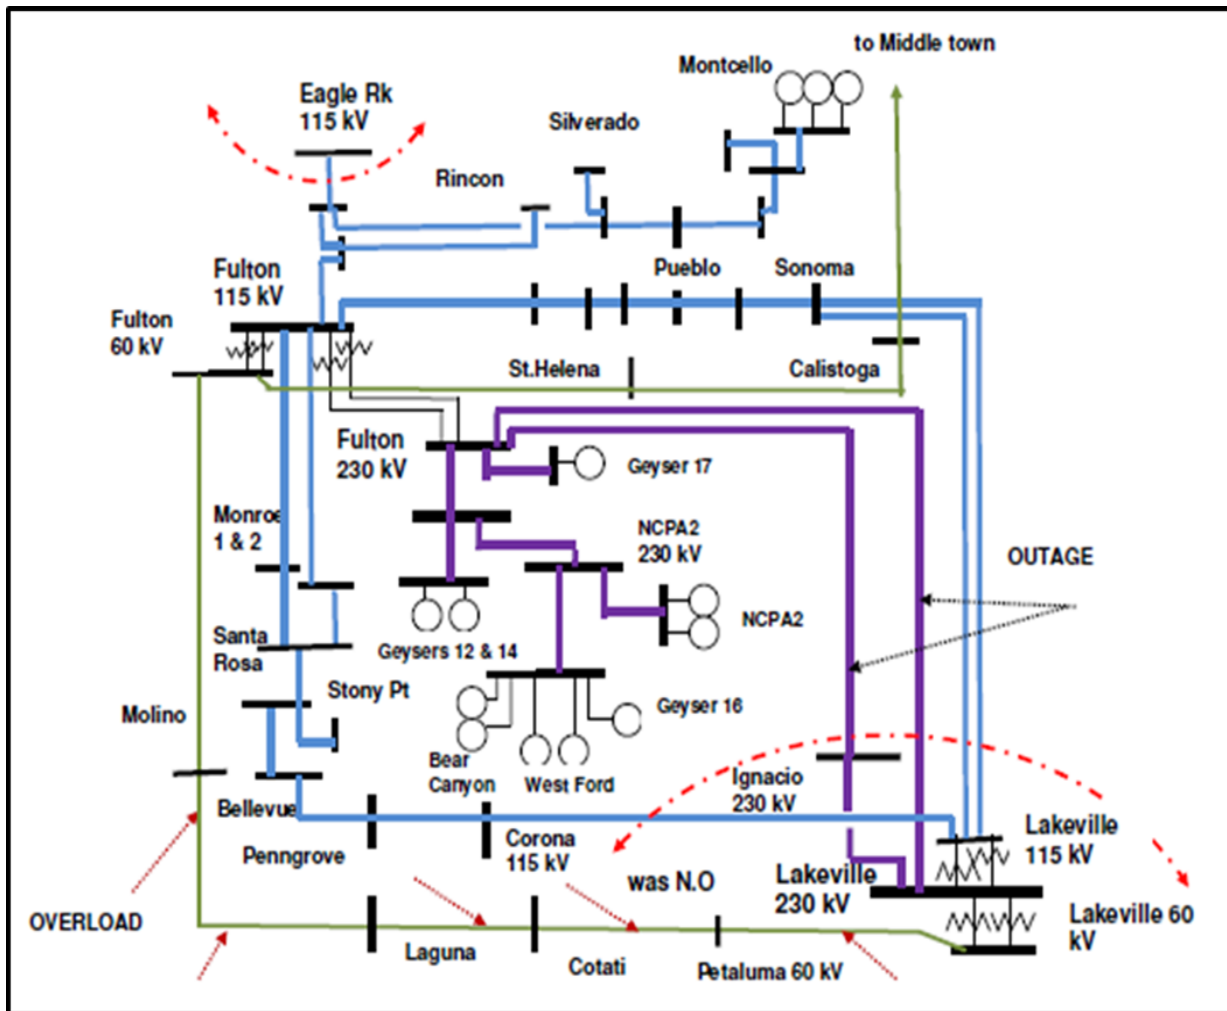 to Middle town
Montcello
Eagle Rk
115 kV
Silverado
Rincon
Fulton
115 kV
Pueblo
Sonoma
Fulton
60 kV
St.Helena
Calistoga
Fulton
230 kV
Geyser 17
Monroe
1 & 2
NCPA2
230 kV
OUTAGE
NCPA2
Santa
Rosa
Geysers 12 & 14
Stony Pt
Molino
Geyser 16
Bear
Canyon
West Ford
Ignacio
230 kV
Bellevue
Corona
115 kV
Lakeville
115 kV
Penngrove
was N.O
Lakeville
230 kV
OVERLOAD
Lakeville 60
kV
Laguna
Cotati
Petaluma 60 kV